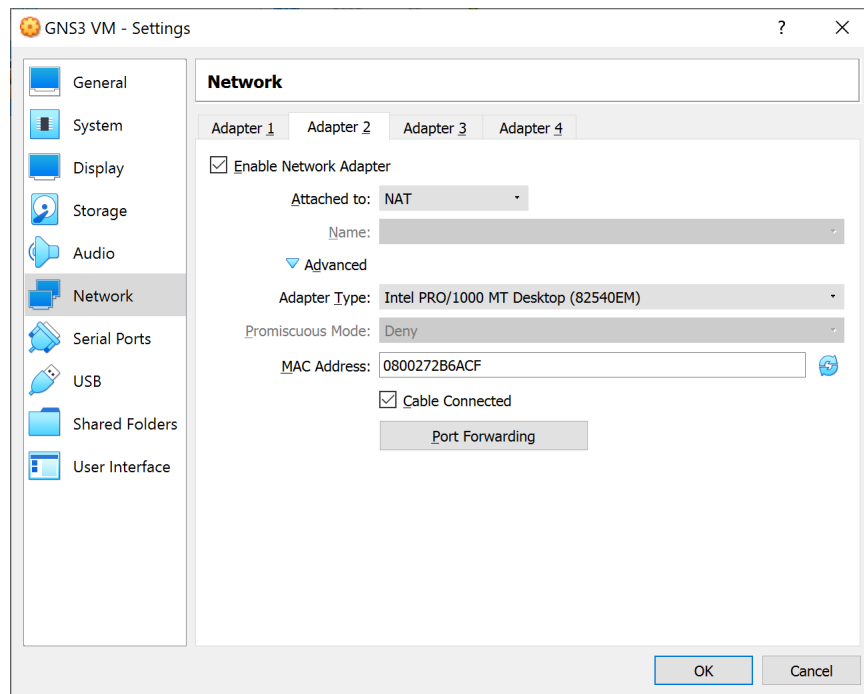 GNS3 VM - Settings
?
General
System
Display
Storage
Audio
Network
Serial Ports
USB
Shared Folders
User Interface
Network
Adapter 1 Adapter 2 Adapter 3 Adapter 4
Enable Network Adapter
Attached to: NAT
Name:
Advanced
Adapter Type: Intel PRO/1000 MT Desktop (82540EM)
Promiscuous Mode: Deny
MAC Address: 0800272B6ACF
Cable Connected
Port Forwarding
OK Cancel